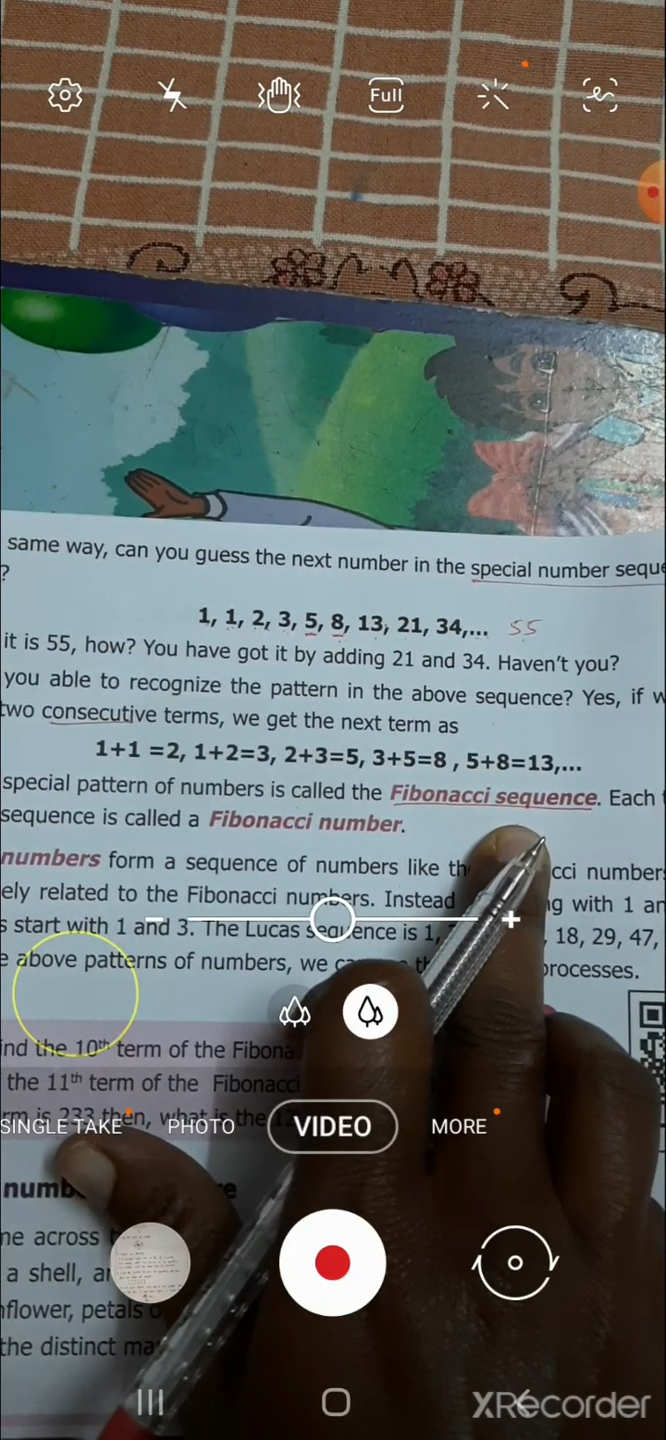 Full
same way, can you guess the next number in the special number seque
?
1, 1, 2, 3, 5, 8, 13, 21, 34,... 55
it is 55, how? You have got it by adding 21 and 34. Haven't you?
you able to recognize the pattern in the above sequence? Yes, if w
two consecutive terms, we get the next term as
1+1 =2, 1+2=3, 2+3=5, 3+5=8 , 5+8=13,...
special pattern of numbers is called the Fibonacci sequence. Each
sequence is called a Fibonacci number.
numbers form a sequence of numbers like th cci number
ely related to the Fibonacci numbers. Instead ng with 1 an
s start with 1 and 3. The Lucas sequence is 1, 18, 29, 47,
e above patterns of numbers, we processes.
ind the 10th term of the Fibona
the 11th term of the Fibonacci
rm is 233 then, what is the
SINGLE TAKE PHOTO VIDEO MORE
numb e
me across
a shell, a
nflower, petals o
the distinct ma
XRecorder